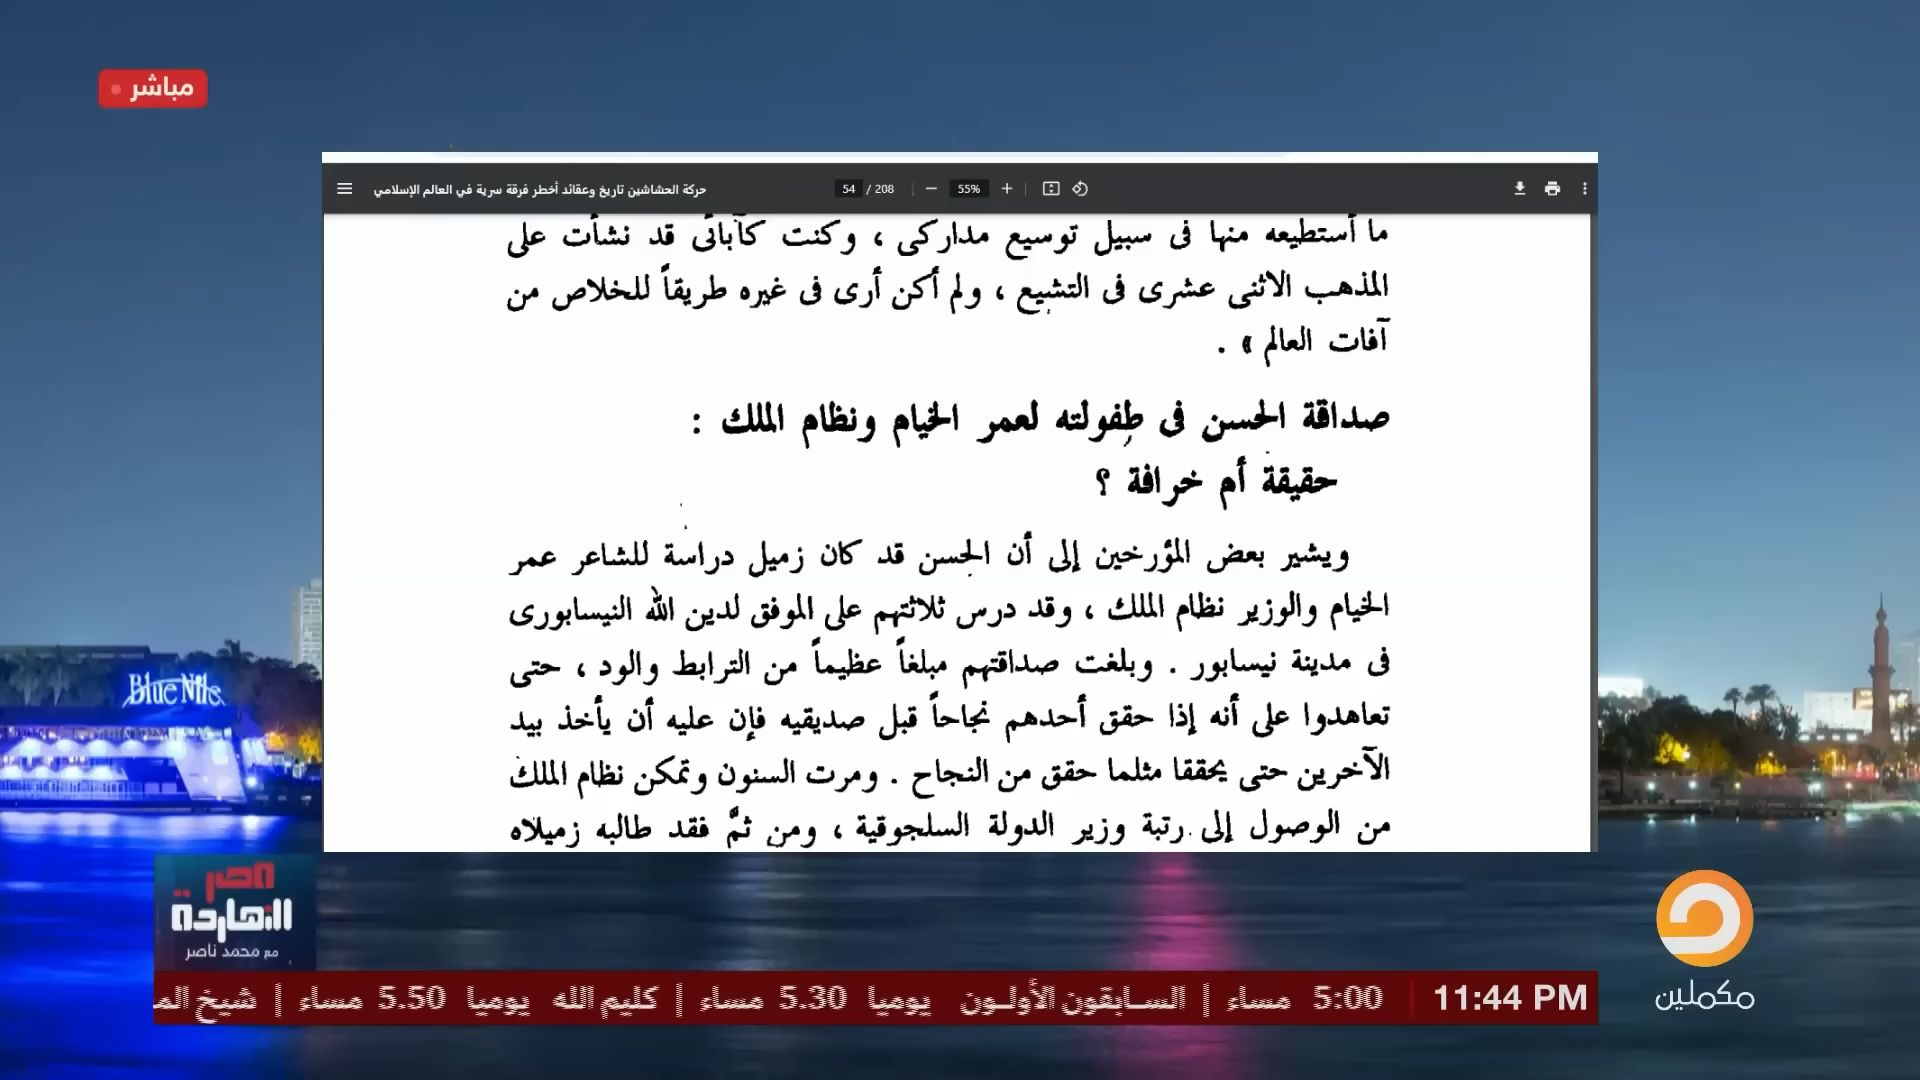 مباشر
حركة الحشاشين تاريخ وعقائد أخطر فرقة سرية في العالم الإسلامي
54 / 208
55%
ما أستطيعه منها فى سبيل توسيع مداركى ، وكنت كآبائى قد نشأت على
المذهب الاثنى عشرى فى التشيع ، ولم أكن أرى فى غيره طريقاً للخلاص من
آفات العالم » .
صداقة الحسن فى طفولته لعمر الخيام ونظام الملك :
حقيقة أم خرافة ؟
ويشير بعض المؤرخين إلى أن الحسن قد كان زميل دراسة للشاعر عمر
الخيام والوزير نظام الملك ، وقد درس ثلاثتهم على الموفق لدين الله النيسابورى
فى مدينة نيسابور . وبلغت صداقتهم مبلغاً عظيماً من الترابط والود ، حتى
تعاهدوا على أنه إذا حقق أحدهم نجاحاً قبل صديقيه فإن عليه أن يأخذ بيد
الآخرين حتى يحققا مثلما حقق من النجاح . ومرت السنون وتمكن نظام الملك
من الوصول إلى رتبة وزير الدولة السلجوقية ، ومن ثمَّ فقد طالبه زميلاه
Blue Nile
مصر
النهاردة
مع محمد ناصر
مكملين
11:44 PM
5:00 مساء | السـابقون الأولـون يوميا 5.30 مساء | كليم الله يوميا 5.50 مساء | شيخ الم